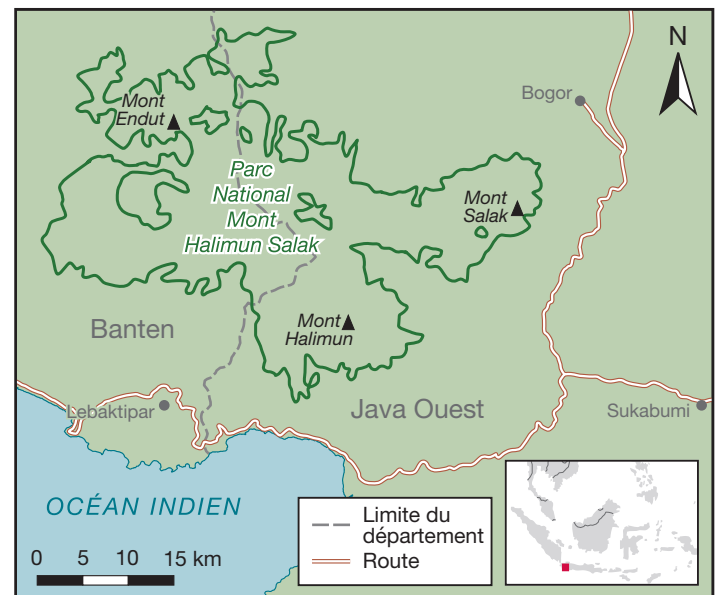 N
Mont
Endut
Bogor
Parc
National
Mont
Halimun Salak
Mont
Salak
Mont
Halimun
Banten
Java Ouest
Lebaktipar
Sukabumi
OCÉAN INDIEN
Limite du
département
Route
0 5 10 15 km